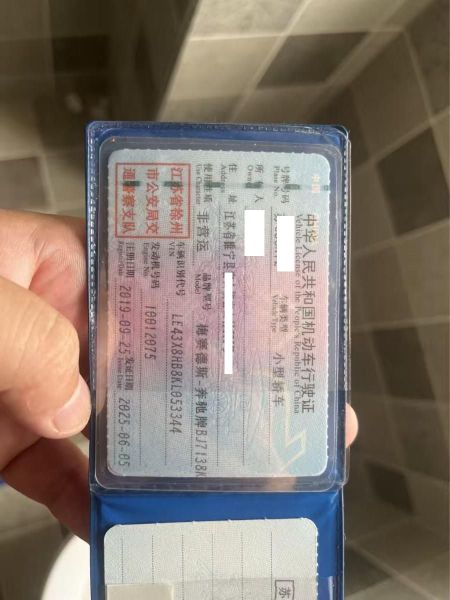 中国
中华人民共和国机动车行驶证
Vehicle License of the People's Republic of China
号牌号码
Plate No.
车辆类型 小型轿车
Vehicle Type
所有人
Owner
住址 江苏省睢宁县
Address
使用性质 非营运 品牌型号 梅赛德斯-奔驰牌BJ7138K
Use Character Model
江苏省徐州
市公安局交
通警察支队
车辆识别代号 LE43X8HB8KL053344
VIN
发动机号码 10012075
Engine No.
注册日期 2019-09-25 发证日期 2025-06-05
Register Date Issue Date
苏